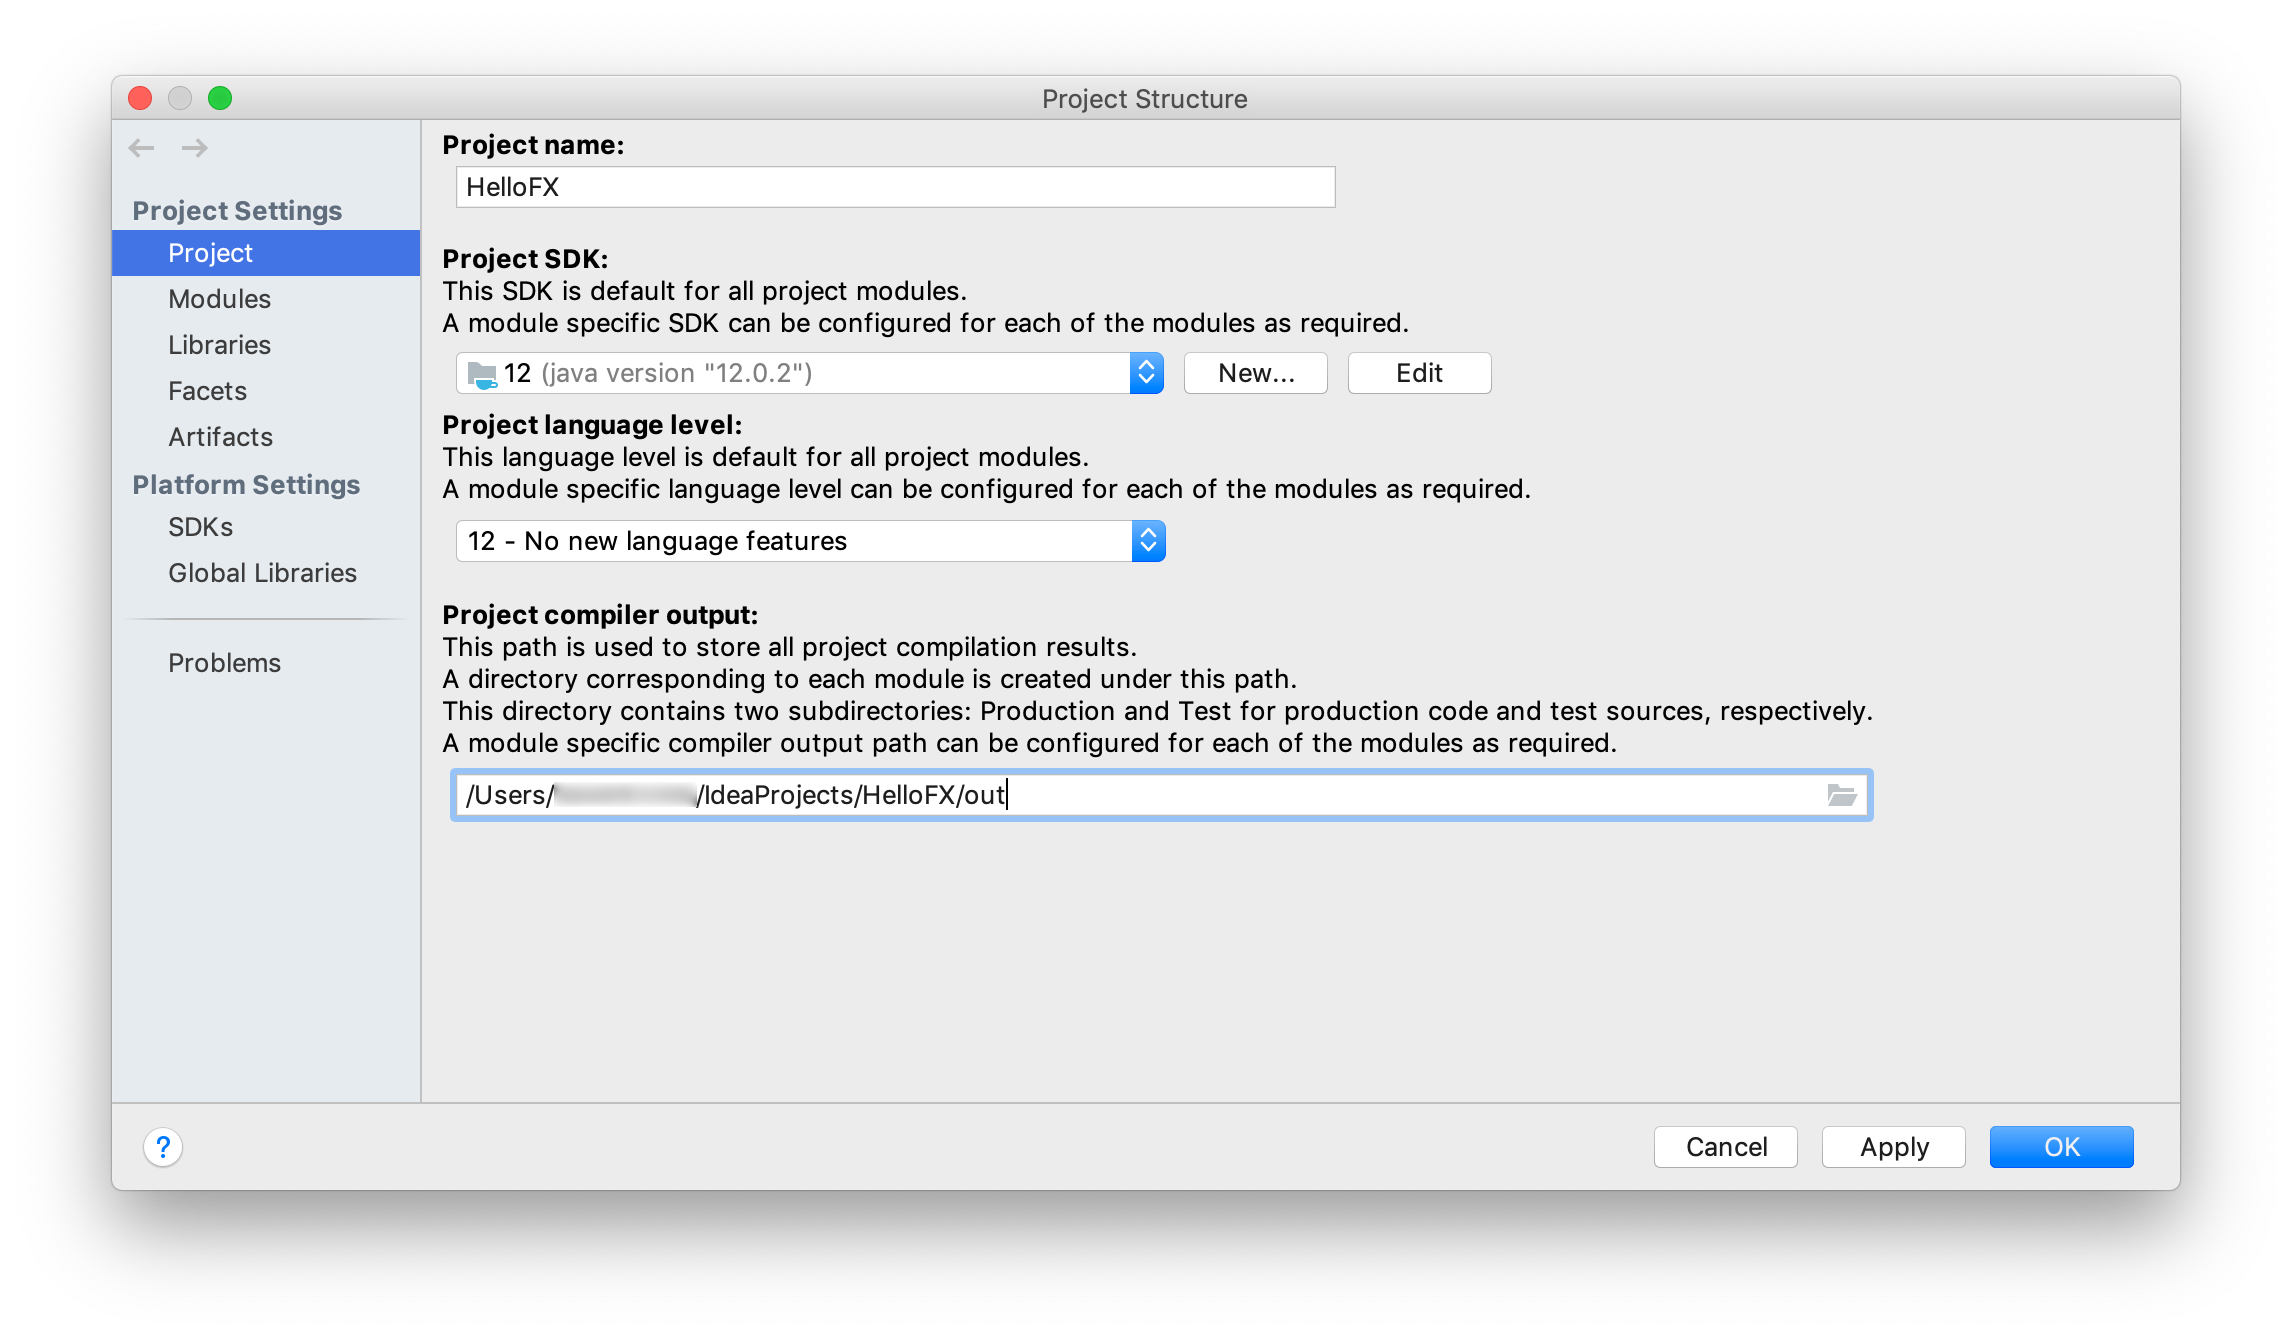 Project Structure
Project Settings
Project
Modules
Libraries
Facets
Artifacts
Platform Settings
SDKs
Global Libraries
Problems
Project name:
HelloFX
Project SDK:
This SDK is default for all project modules.
A module specific SDK can be configured for each of the modules as required.
12 (java version "12.0.2") New... Edit
Project language level:
This language level is default for all project modules.
A module specific language level can be configured for each of the modules as required.
12 - No new language features
Project compiler output:
This path is used to store all project compilation results.
A directory corresponding to each module is created under this path.
This directory contains two subdirectories: Production and Test for production code and test sources, respectively.
A module specific compiler output path can be configured for each of the modules as required.
/Users/ /IdeaProjects/HelloFX/out
? Cancel Apply OK